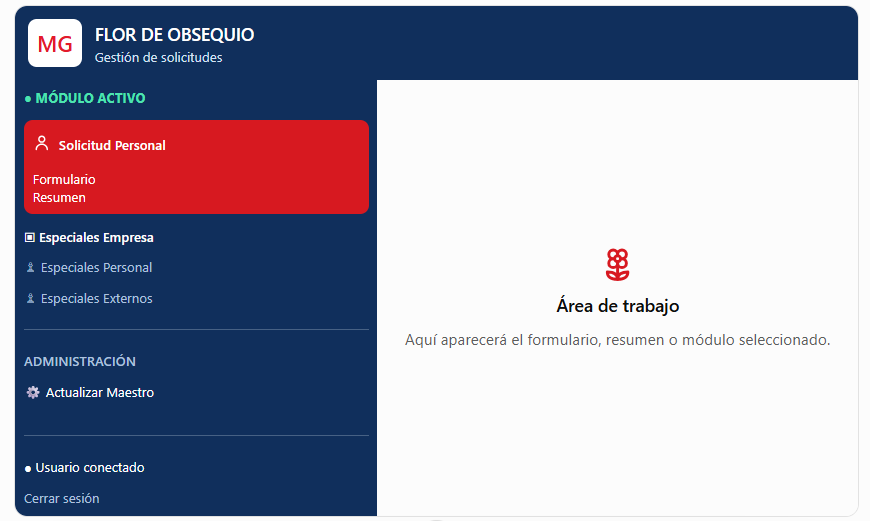 MG
FLOR DE OBSEQUIO
Gestión de solicitudes
● MÓDULO ACTIVO
Solicitud Personal
Formulario
Resumen
▣ Especiales Empresa
Especiales Personal
Especiales Externos
ADMINISTRACIÓN
Actualizar Maestro
● Usuario conectado
Cerrar sesión
Área de trabajo
Aquí aparecerá el formulario, resumen o módulo seleccionado.